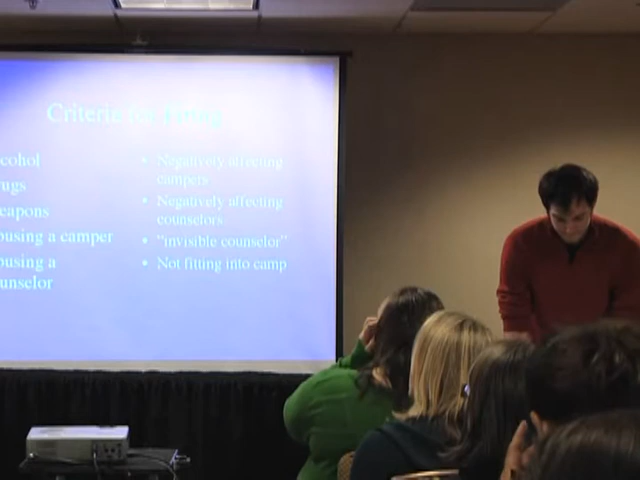 Criteria for Firing
cohol
rugs
eapons
busing a camper
busing a
unselor
• Negatively affecting
campers
• Negatively affecting
counselors
• "invisible counselor"
• Not fitting into camp